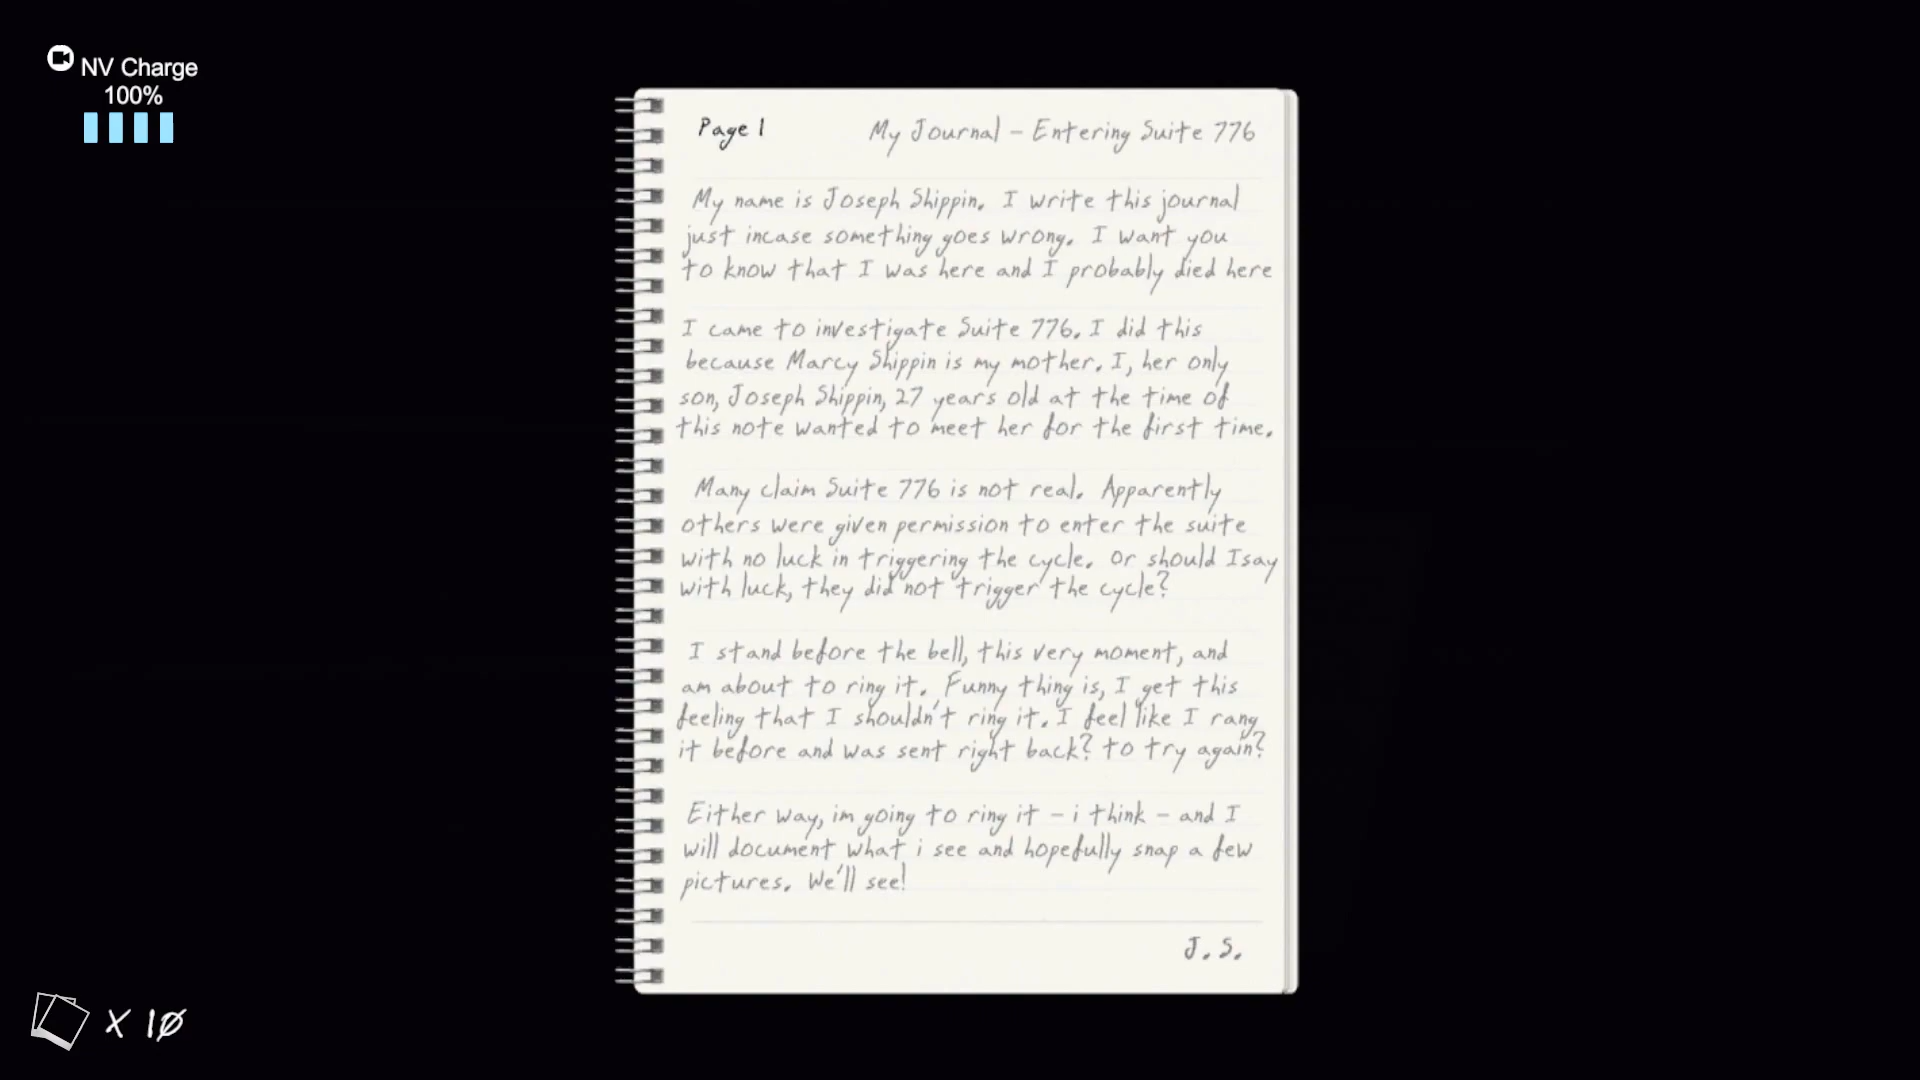 NV Charge
100%
Page 1
My Journal - Entering Suite 776
My name is Joseph Shippin. I write this journal
just incase something goes wrong. I want you
to know that I was here and I probably died here
I came to investigate Suite 776. I did this
because Marcy Shippin is my mother. I, her only
son, Joseph Shippin, 27 years old at the time of
this note wanted to meet her for the first time.
Many claim Suite 776 is not real. Apparently
others were given permission to enter the suite
with no luck in triggering the cycle. Or should Isay
with luck, they did not trigger the cycle?
I stand before the bell, this very moment, and
am about to ring it. Funny thing is, I get this
feeling that I shouldn't ring it. I feel like I rang
it before and was sent right back? to try again?
Either way, im going to ring it - i think - and I
will document what i see and hopefully snap a few
pictures. We'll see!
J. S.
X 10